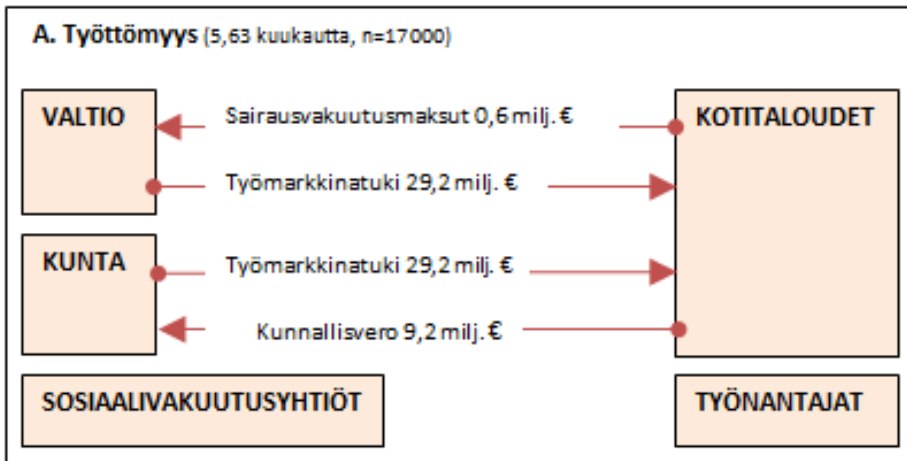 A. Työttömyys (5,63 kuukautta, n=17000)
VALTIO
Sairausvakuutusmaksut 0,6 milj. €
KOTITALOUDET
Työmarkkinatuki 29,2 milj. €
KUNTA
Työmarkkinatuki 29,2 milj. €
Kunnallisvero 9,2 milj. €
SOSIAALIVAKUUTUSYHTIÖT
TYÖNANTAJAT